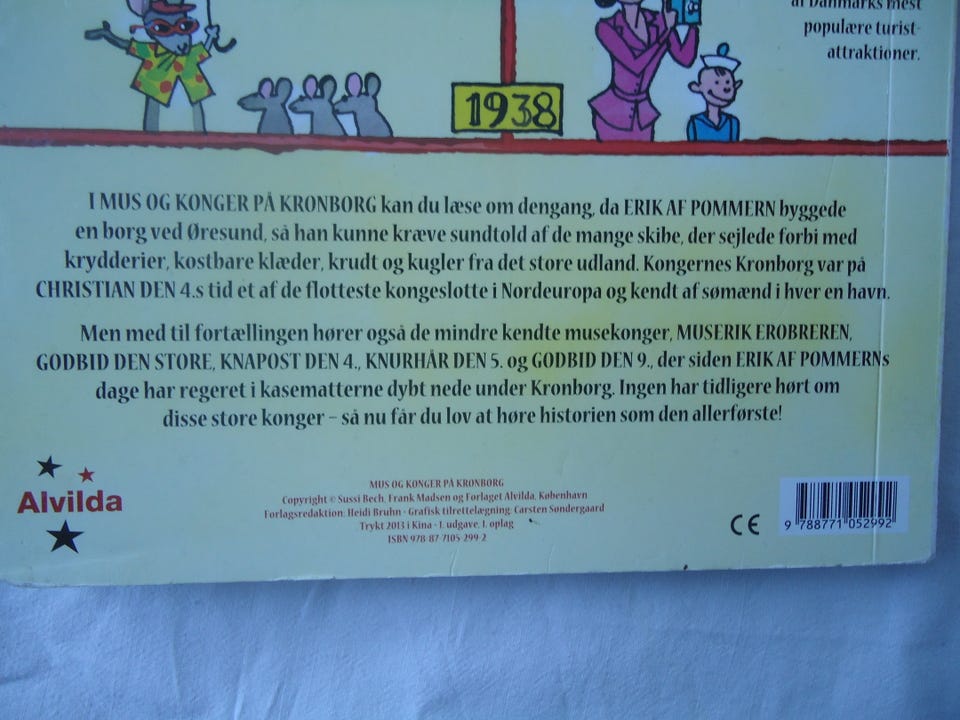 af Danmarks mest
populære turist-
attraktioner.
1938
I MUS OG KONGER PÅ KRONBORG kan du læse om dengang, da ERIK AF POMMERN byggede
en borg ved Øresund, så han kunne kræve sundtold af de mange skibe, der sejlede forbi med
krydderier, kostbare klæder, krudt og kugler fra det store udland. Kongernes Kronborg var på
CHRISTIAN DEN 4.s tid et af de flotteste kongeslotte i Nordeuropa og kendt af sømænd i hver en havn.
Men med til fortællingen hører også de mindre kendte musekonger, MUSERIK EROBREREN,
GODBID DEN STORE, KNAPOST DEN 4., KNURHÅR DEN 5. og GODBID DEN 9., der siden ERIK AF POMMERNs
dage har regeret i kasematterne dybt nede under Kronborg. Ingen har tidligere hørt om
disse store konger – så nu får du lov at høre historien som den allerførste!
Alvilda
MUS OG KONGER PÅ KRONBORG
Copyright © Sussi Bech, Frank Madsen og Forlaget Alvilda, København
Forlagsredaktion: Heidi Bruhn · Grafisk tilrettelægning: Carsten Søndergaard
Trykt 2013 i Kina · 1. udgave, 1. oplag
ISBN 978-87-7105-299-2
CE
9 788771 052992